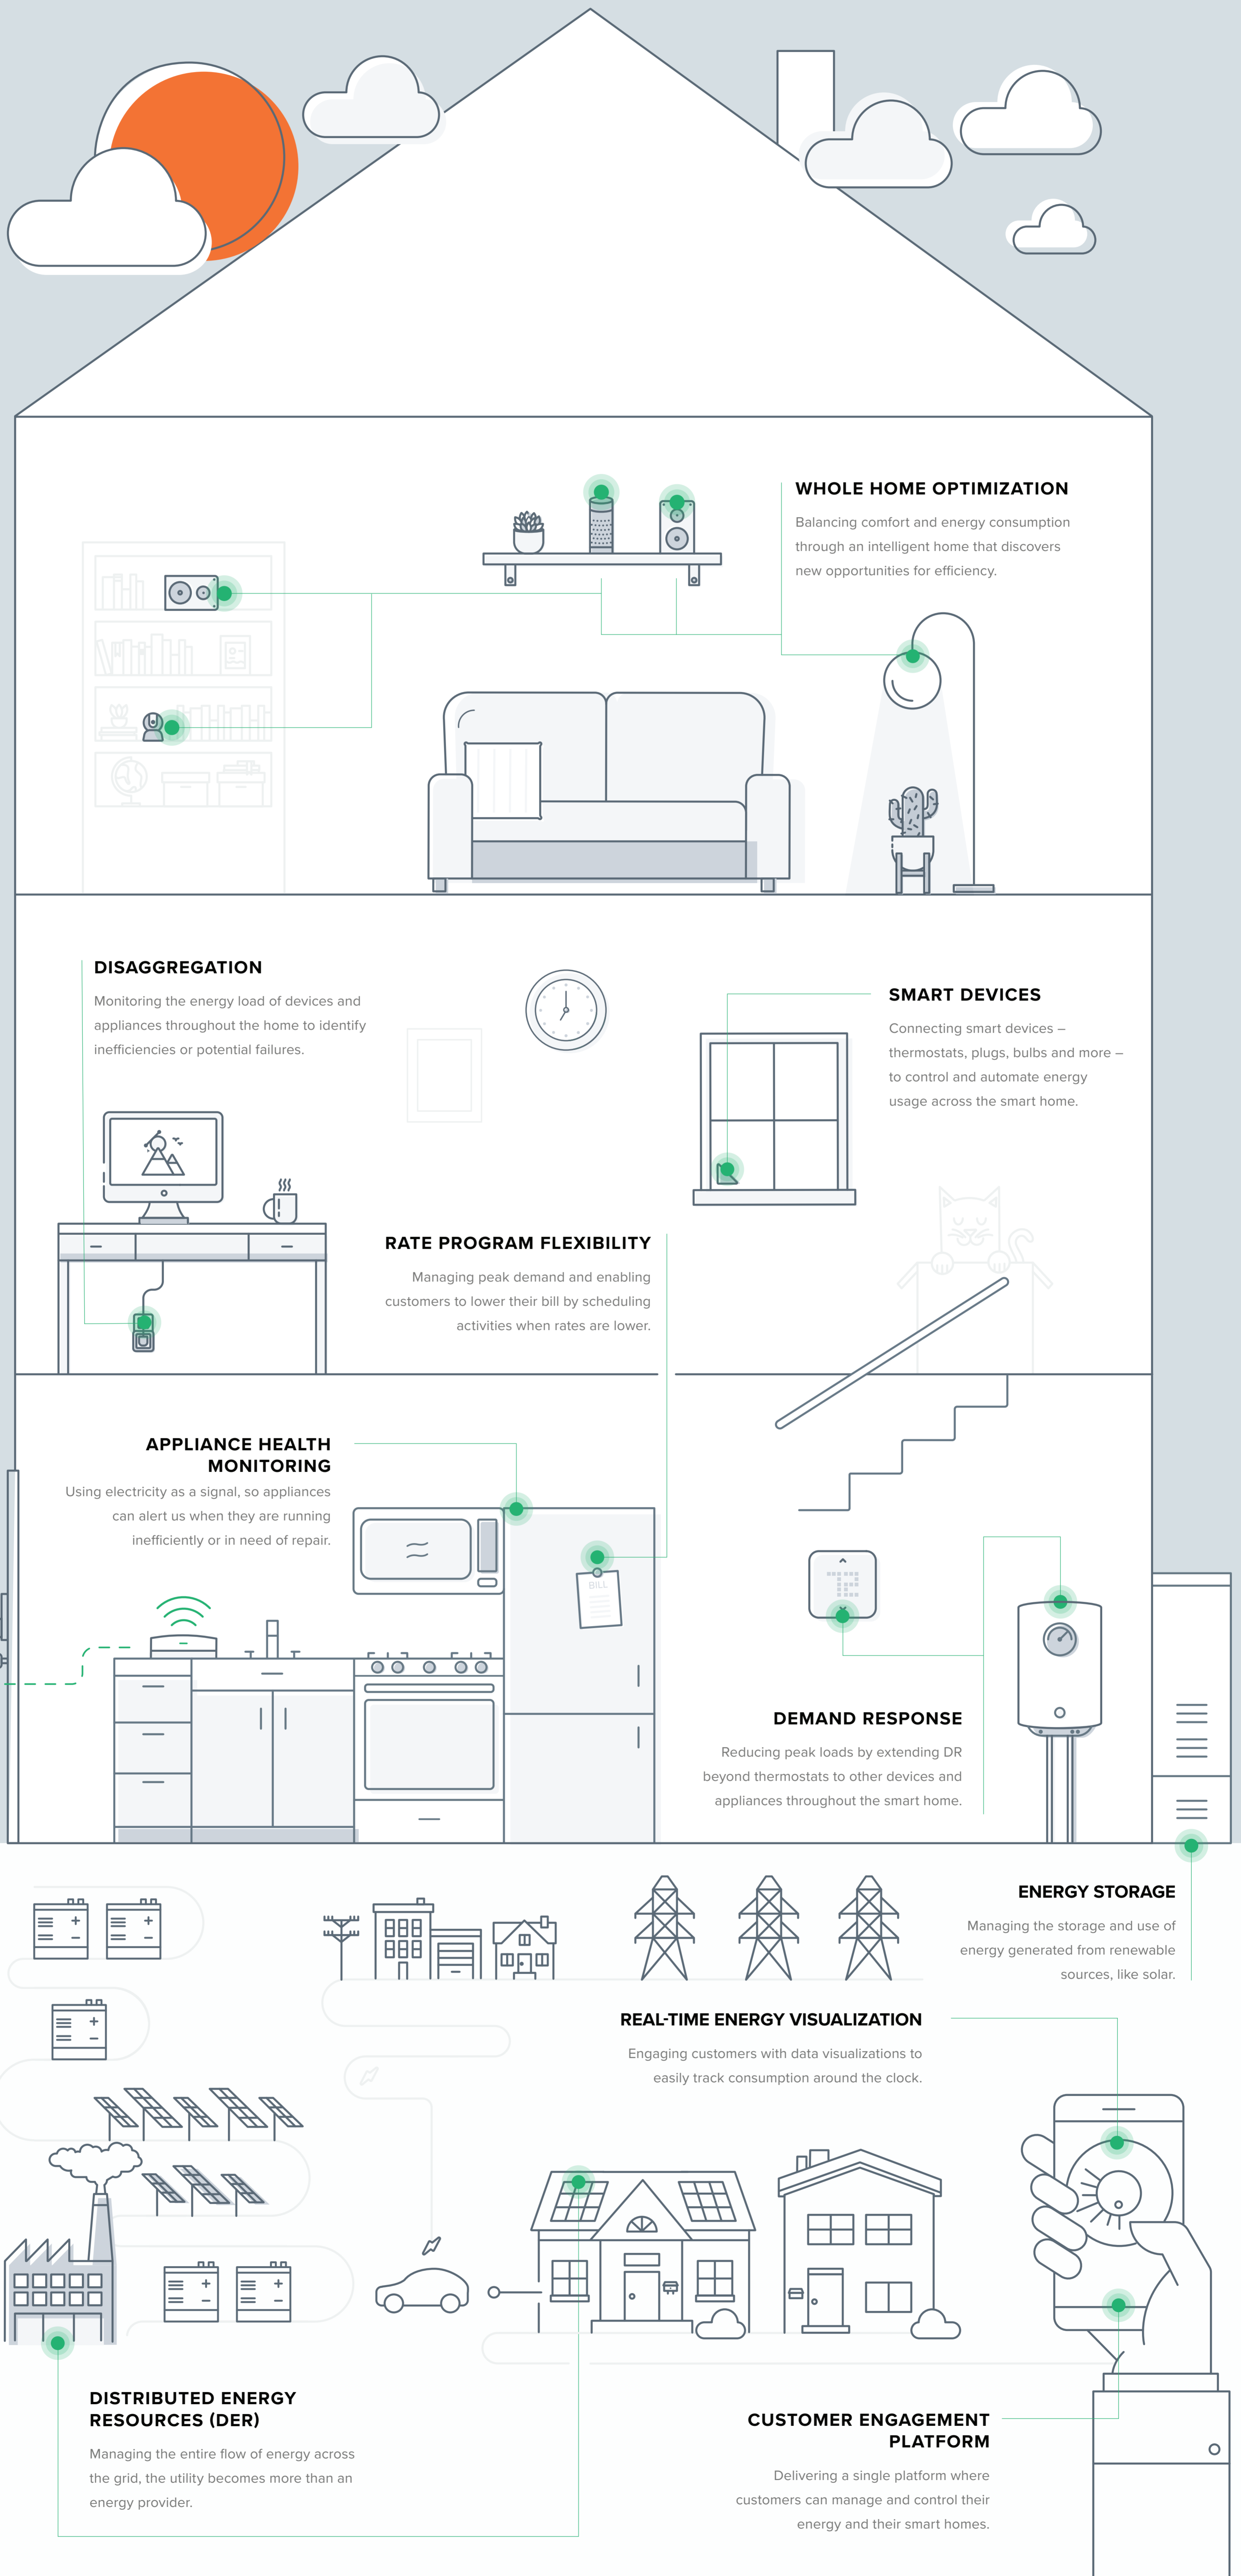 WHOLE HOME OPTIMIZATION
Balancing comfort and energy consumption
through an intelligent home that discovers
new opportunities for efficiency.
DISAGGREGATION
Monitoring the energy load of devices and
appliances throughout the home to identify
inefficiencies or potential failures.
SMART DEVICES
Connecting smart devices –
thermostats, plugs, bulbs and more –
to control and automate energy
usage across the smart home.
RATE PROGRAM FLEXIBILITY
Managing peak demand and enabling
customers to lower their bill by scheduling
activities when rates are lower.
APPLIANCE HEALTH
MONITORING
Using electricity as a signal, so appliances
can alert us when they are running
inefficiently or in need of repair.
BILL
72
DEMAND RESPONSE
Reducing peak loads by extending DR
beyond thermostats to other devices and
appliances throughout the smart home.
ENERGY STORAGE
Managing the storage and use of
energy generated from renewable
sources, like solar.
REAL-TIME ENERGY VISUALIZATION
Engaging customers with data visualizations to
easily track consumption around the clock.
DISTRIBUTED ENERGY
RESOURCES (DER)
Managing the entire flow of energy across
the grid, the utility becomes more than an
energy provider.
CUSTOMER ENGAGEMENT
PLATFORM
Delivering a single platform where
customers can manage and control their
energy and their smart homes.